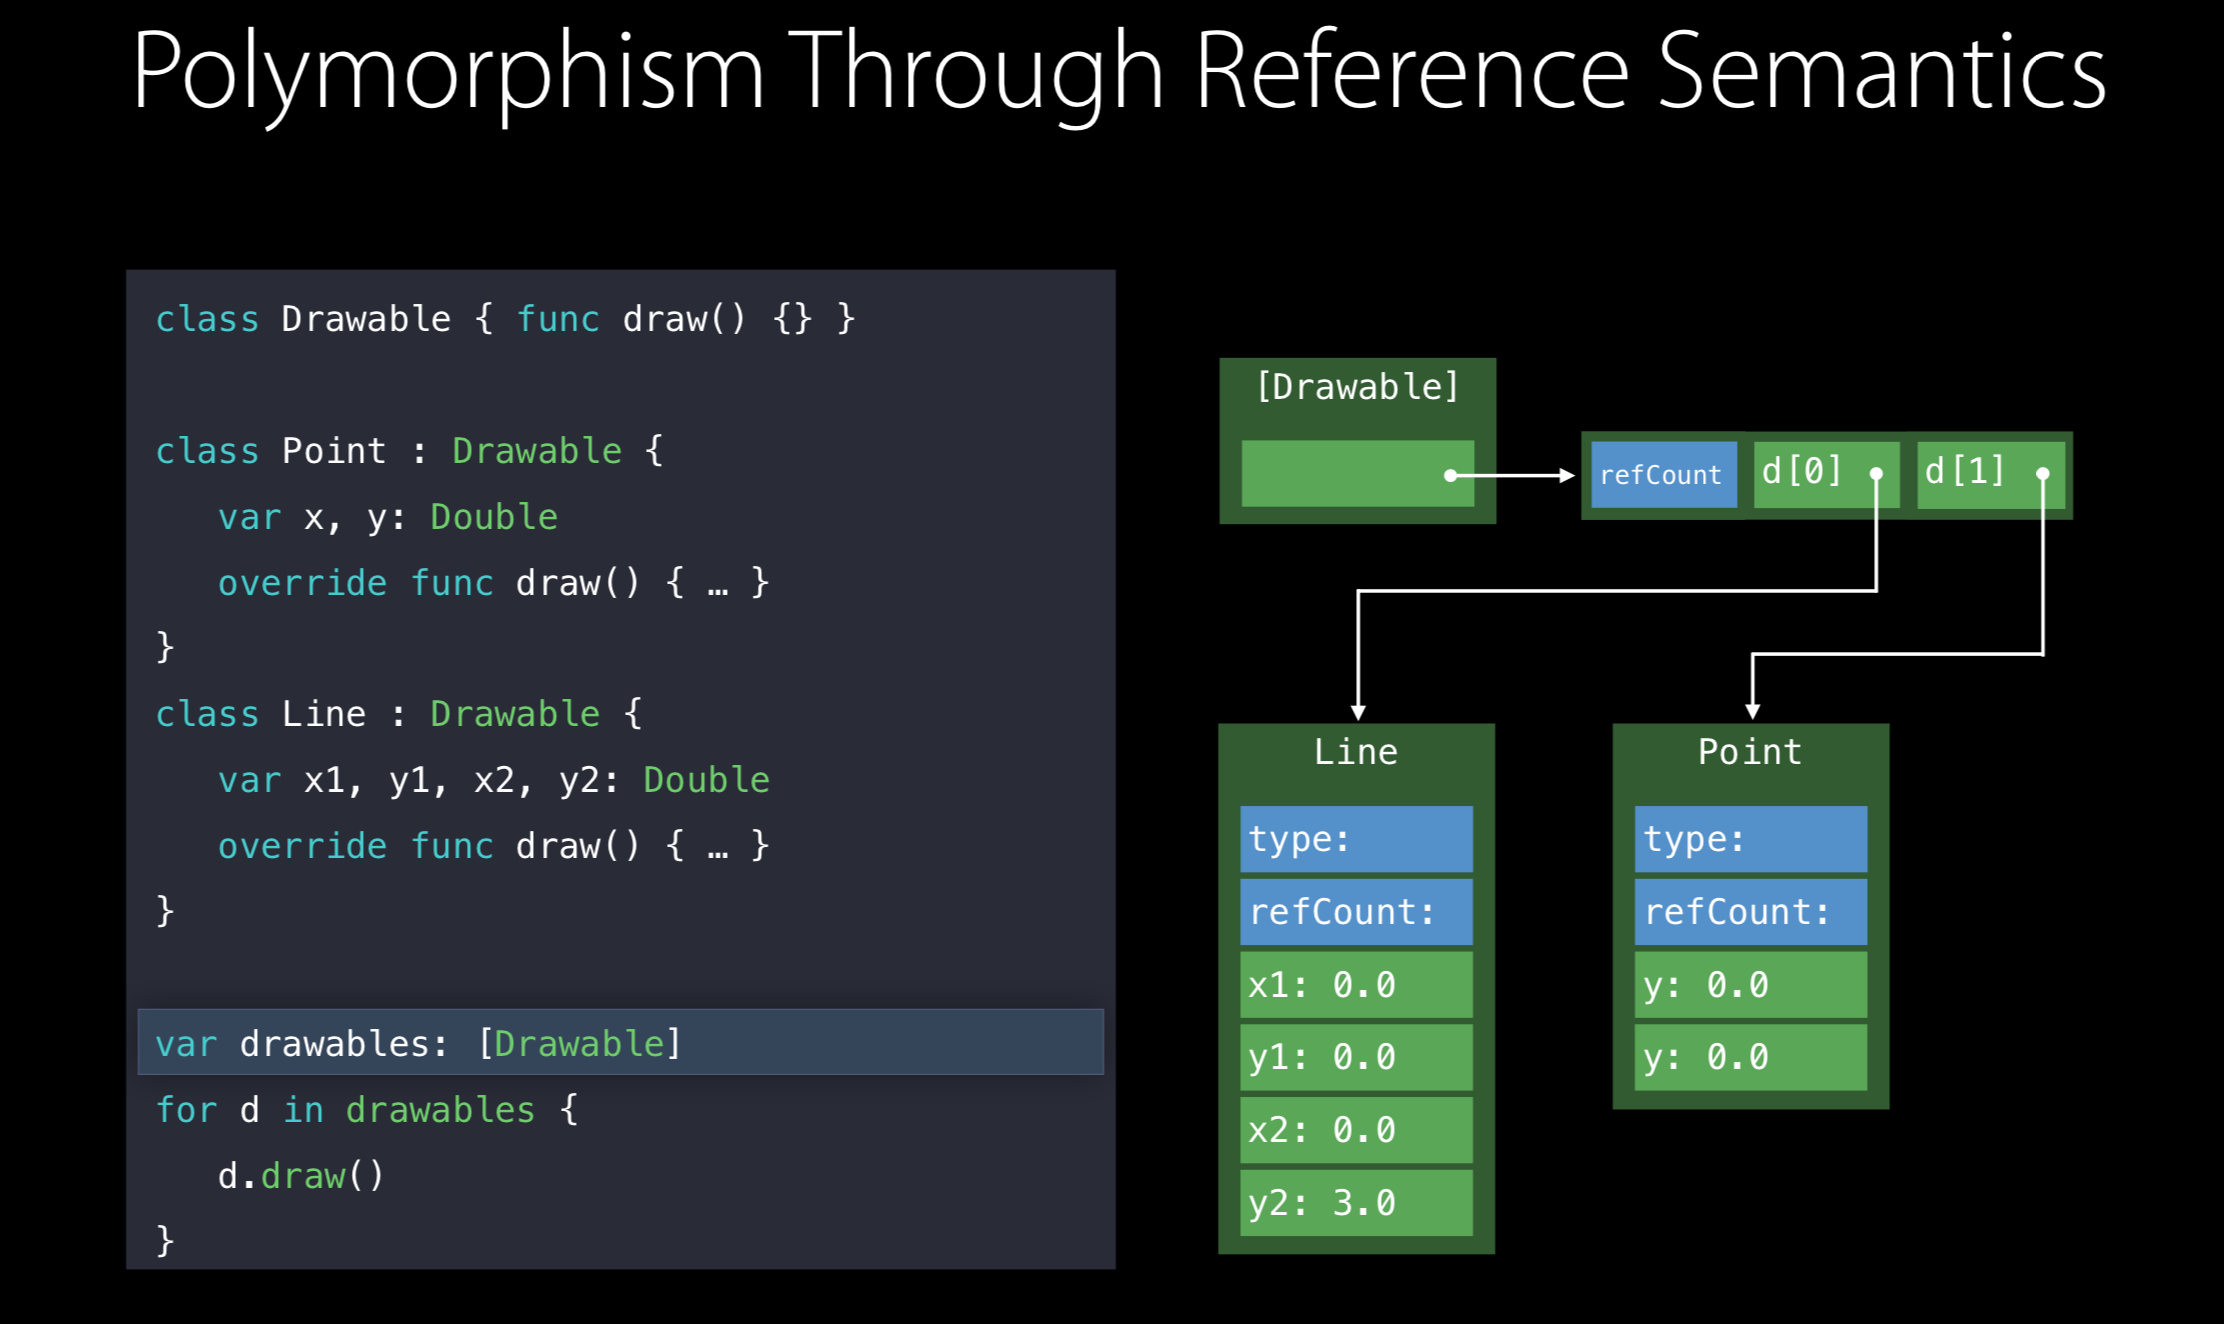 Polymorphism Through Reference Semantics
class Drawable { func draw() {} }
class Point : Drawable {
var x, y: Double
override func draw() { … }
}
class Line : Drawable {
var x1, y1, x2, y2: Double
override func draw() { … }
}
var drawables: [Drawable]
for d in drawables {
d.draw()
}
[Drawable]
refCount d[0] d[1]
Line
type:
refCount:
x1: 0.0
y1: 0.0
x2: 0.0
y2: 3.0
Point
type:
refCount:
y: 0.0
y: 0.0